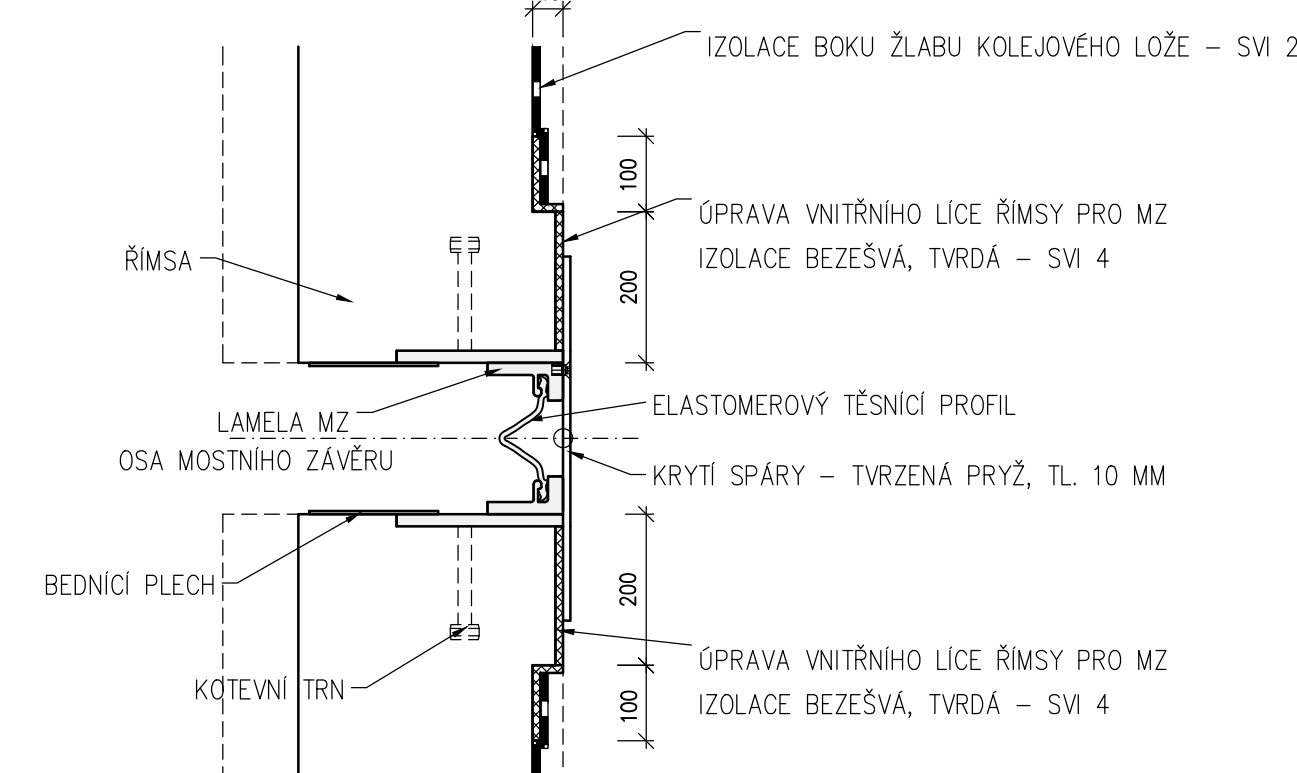 IZOLACE BOKU ŽLABU KOLEJOVÉHO LOŽE – SVI 2
100
ÚPRAVA VNITŘNÍHO LÍCE ŘÍMSY PRO MZ
IZOLACE BEZEŠVÁ, TVRDÁ – SVI 4
ŘÍMSA
200
LAMELA MZ
ELASTOMEROVÝ TĚSNÍCÍ PROFIL
OSA MOSTNÍHO ZÁVĚRU
KRYTÍ SPÁRY – TVRZENÁ PRYŽ, TL. 10 MM
BEDNÍCÍ PLECH
200
ÚPRAVA VNITŘNÍHO LÍCE ŘÍMSY PRO MZ
KOTEVNÍ TRN
IZOLACE BEZEŠVÁ, TVRDÁ – SVI 4
100